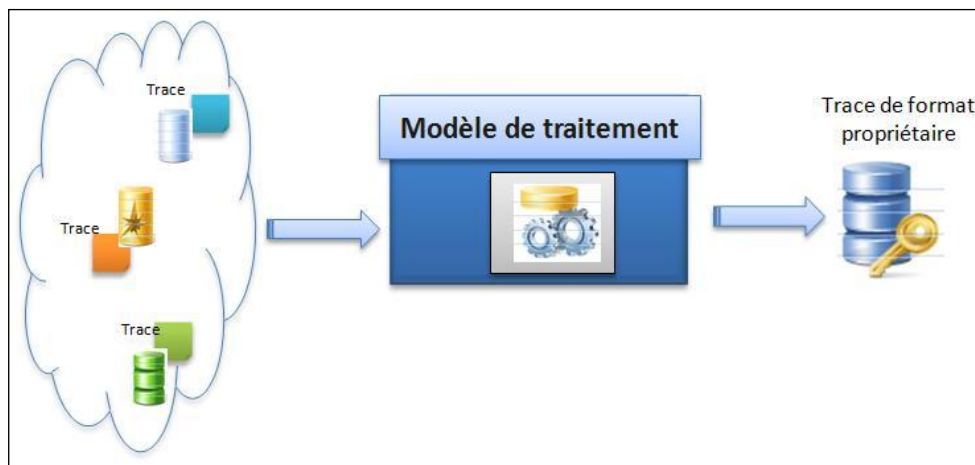 Trace
Trace
Trace
Modèle de traitement
Trace de format
propriétaire